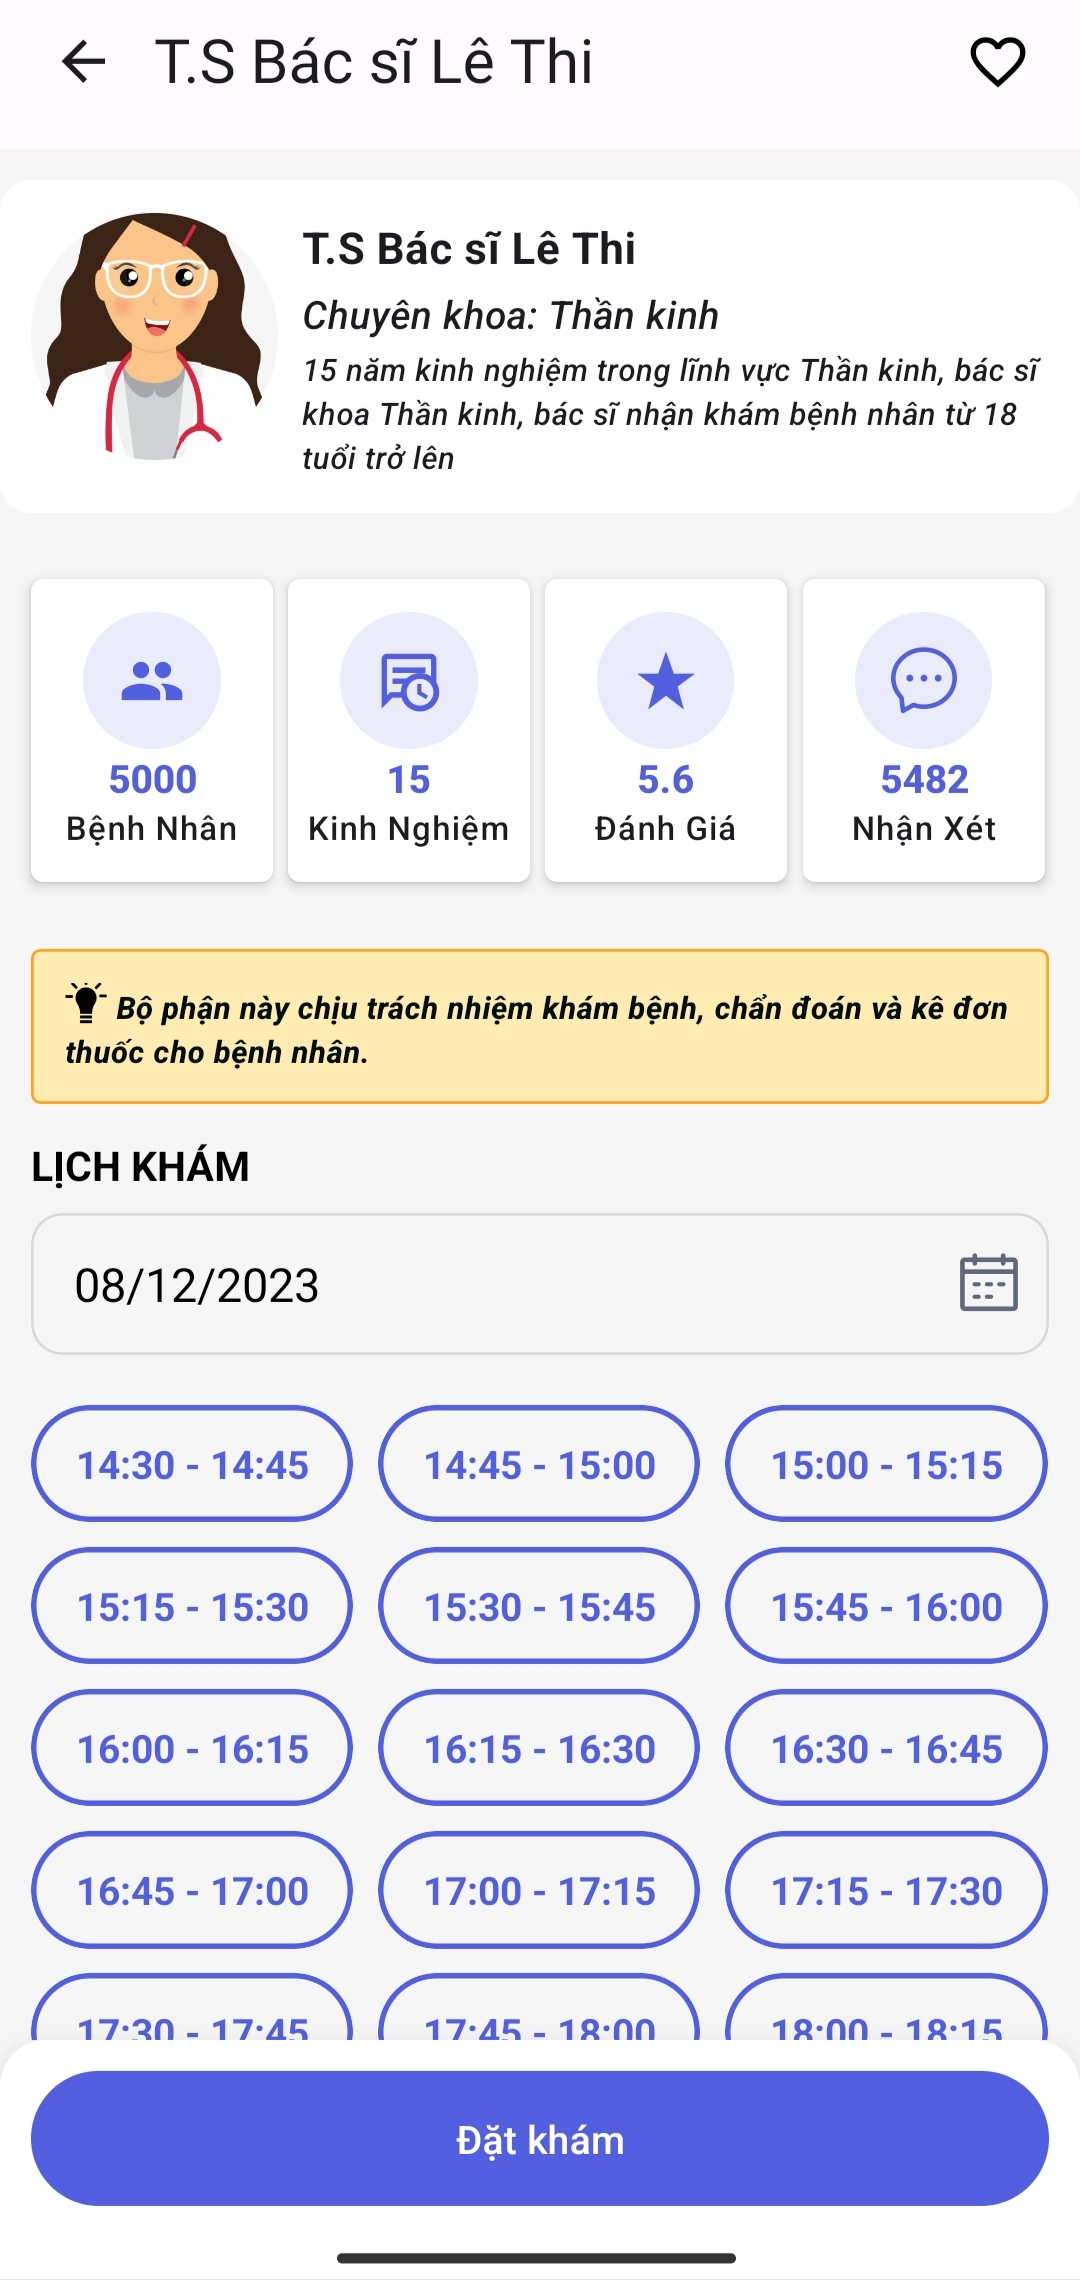 T.S Bác sĩ Lê Thi
T.S Bác sĩ Lê Thi
Chuyên khoa: Thần kinh
15 năm kinh nghiệm trong lĩnh vực Thần kinh, bác sĩ
khoa Thần kinh, bác sĩ nhận khám bệnh nhân từ 18
tuổi trở lên
5000
Bệnh Nhân
15
Kinh Nghiệm
5.6
Đánh Giá
5482
Nhận Xét
Bộ phận này chịu trách nhiệm khám bệnh, chẩn đoán và kê đơn
thuốc cho bệnh nhân.
LỊCH KHÁM
08/12/2023
14:30 - 14:45
14:45 - 15:00
15:00 - 15:15
15:15 - 15:30
15:30 - 15:45
15:45 - 16:00
16:00 - 16:15
16:15 - 16:30
16:30 - 16:45
16:45 - 17:00
17:00 - 17:15
17:15 - 17:30
17:30 - 17:45
17:45 - 18:00
18:00 - 18:15
Đặt khám